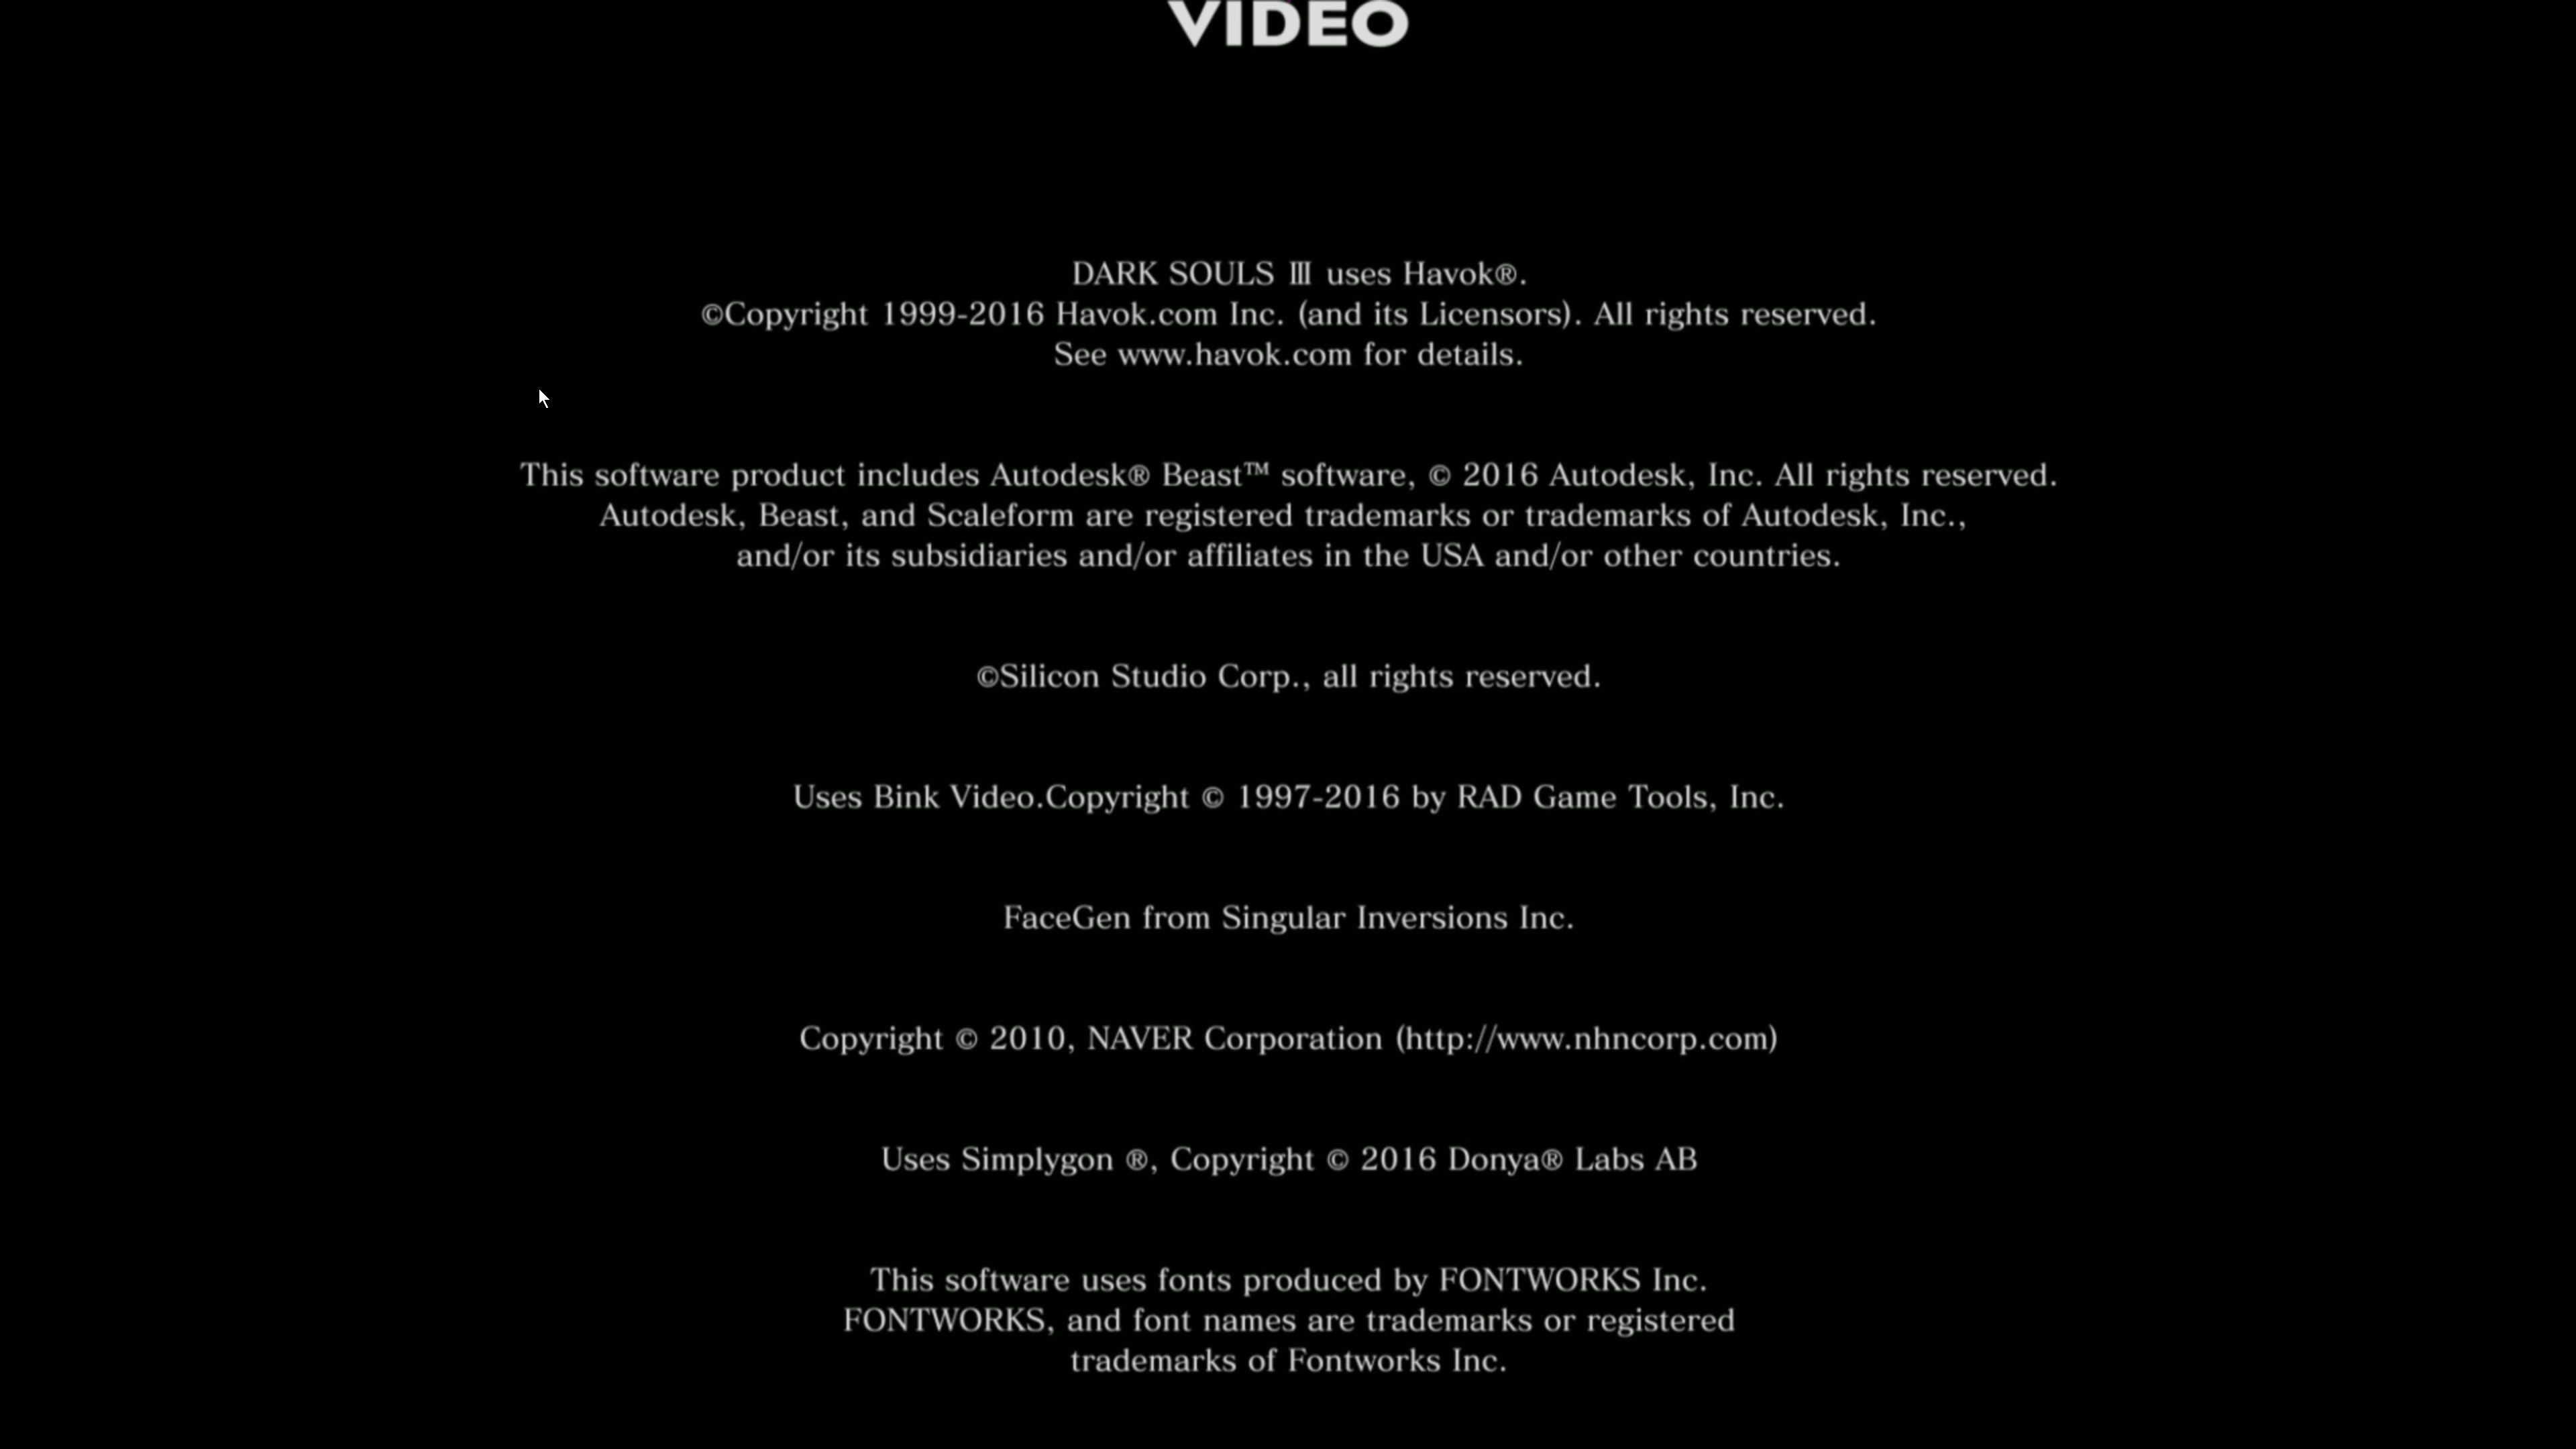 VIDEO
DARK SOULS Ⅲ uses Havok®.
©Copyright 1999-2016 Havok.com Inc. (and its Licensors). All rights reserved.
See www.havok.com for details.
This software product includes Autodesk® Beast™ software, © 2016 Autodesk, Inc. All rights reserved.
Autodesk, Beast, and Scaleform are registered trademarks or trademarks of Autodesk, Inc.,
and/or its subsidiaries and/or affiliates in the USA and/or other countries.
©Silicon Studio Corp., all rights reserved.
Uses Bink Video.Copyright © 1997-2016 by RAD Game Tools, Inc.
FaceGen from Singular Inversions Inc.
Copyright © 2010, NAVER Corporation (http://www.nhncorp.com)
Uses Simplygon ®, Copyright © 2016 Donya® Labs AB
This software uses fonts produced by FONTWORKS Inc.
FONTWORKS, and font names are trademarks or registered
trademarks of Fontworks Inc.